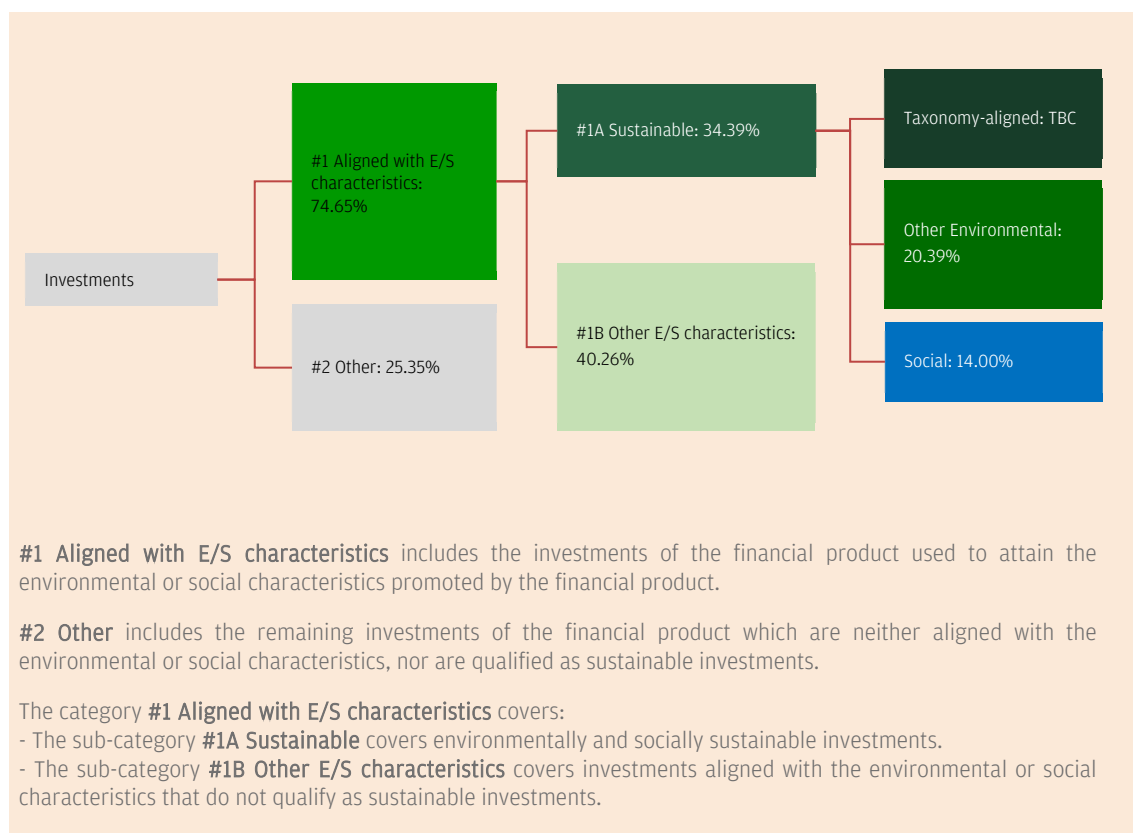 Investments
#1 Aligned with E/S
characteristics:
74.65%
#2 Other: 25.35%
#1A Sustainable: 34.39%
#1B Other E/S characteristics:
40.26%
Taxonomy-aligned: TBC
Other Environmental:
20.39%
Social: 14.00%
#1 Aligned with E/S characteristics includes the investments of the financial product used to attain the
environmental or social characteristics promoted by the financial product.
#2 Other includes the remaining investments of the financial product which are neither aligned with the
environmental or social characteristics, nor are qualified as sustainable investments.
The category #1 Aligned with E/S characteristics covers:
- The sub-category #1A Sustainable covers environmentally and socially sustainable investments.
- The sub-category #1B Other E/S characteristics covers investments aligned with the environmental or social
characteristics that do not qualify as sustainable investments.